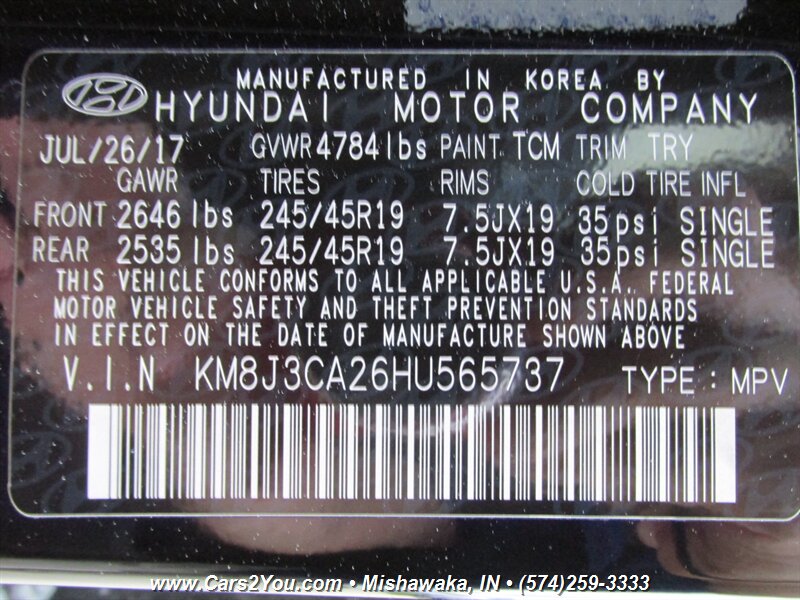 MANUFACTURED IN KOREA BY
HYUNDAI MOTOR COMPANY
JUL/26/17 GVWR 4784lbs PAINT TCM TRIM TRY
GAWR TIRES RIMS COLD TIRE INFL
FRONT 2646 lbs 245/45R19 7.5JX19 35psi SINGLE
REAR 2535 lbs 245/45R19 7.5JX19 35psi SINGLE
THIS VEHICLE CONFORMS TO ALL APPLICABLE U.S.A. FEDERAL
MOTOR VEHICLE SAFETY AND THEFT PREVENTION STANDARDS
IN EFFECT ON THE DATE OF MANUFACTURE SHOWN ABOVE
V.I.N KM8J3CA26HU565737 TYPE : MPV
www.Cars2You.com • Mishawaka, IN • (574)259-3333